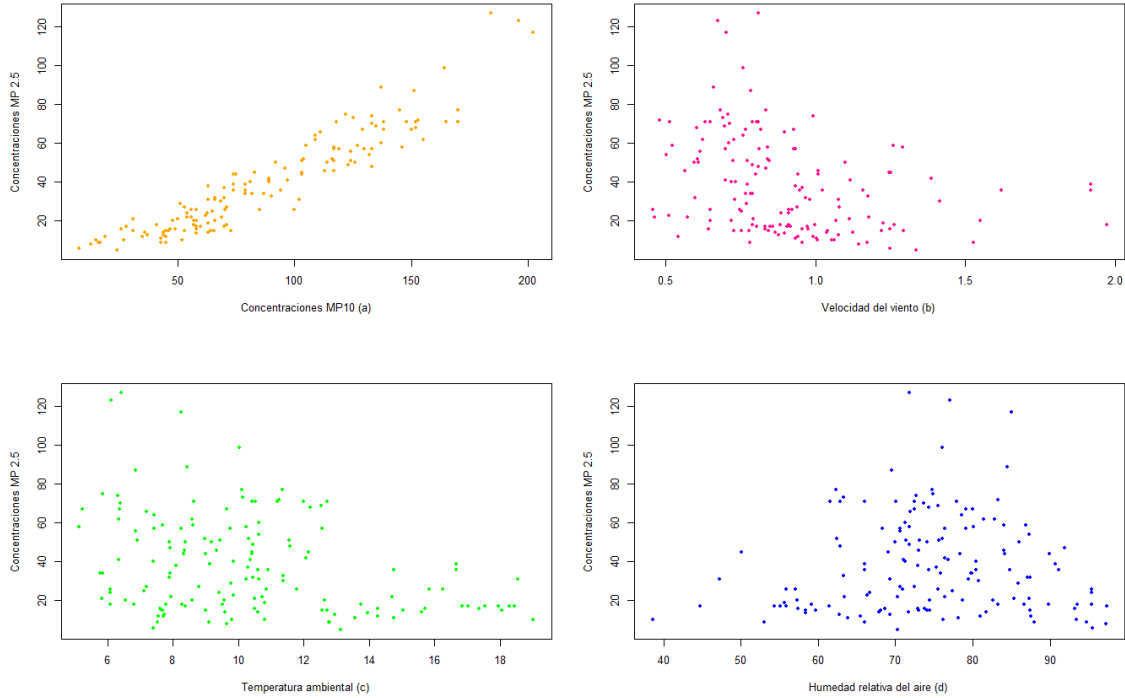 Concentraciones MP 2.5
20 40 60 80 100 120
50 100 150 200
Concentraciones MP10 (a)
Concentraciones MP 2.5
20 40 60 80 100 120
0.5 1.0 1.5 2.0
Velocidad del viento (b)
Concentraciones MP 2.5
20 40 60 80 100 120
6 8 10 12 14 16 18
Temperatura ambiental (c)
Concentraciones MP 2.5
20 40 60 80 100 120
40 50 60 70 80 90
Humedad relativa del aire (d)